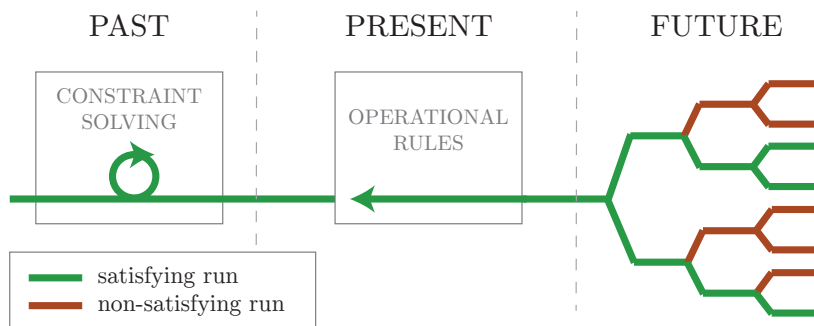 PAST
PRESENT
FUTURE
CONSTRAINT
SOLVING
OPERATIONAL
RULES
satisfying run
non-satisfying run